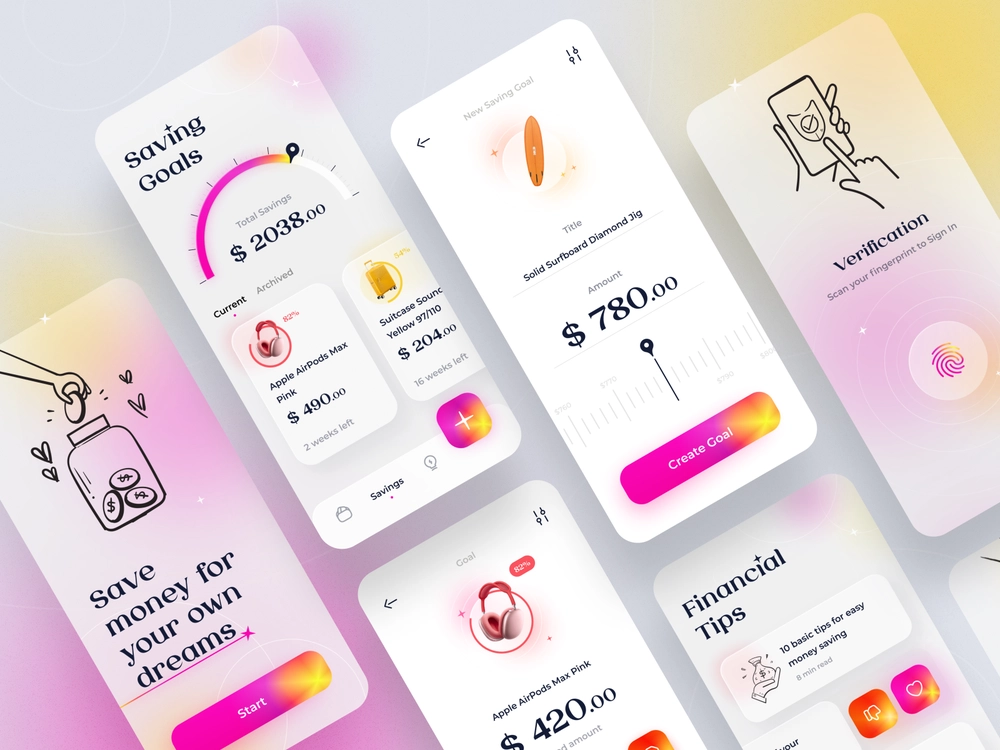 Saving
Goals
Total Savings
$ 2038.00
Current
Archived
82%
Apple AirPods Max
Pink
$ 490.00
2 weeks left
34%
Suitcase Sound
Yellow 97/110
$ 204.00
16 weeks left
Savings
New Saving Goal
Title
Solid Surfboard Diamond Jig
Amount
$ 780.00
$760
$770
$790
$800
Create Goal
Verification
Scan your fingerprint to Sign In
Save
money for
your own
dreams
Start
Goal
82%
Apple AirPods Max Pink
$ 420.00
amount
Financial
Tips
10 basic tips for easy
money saving
8 min read
your